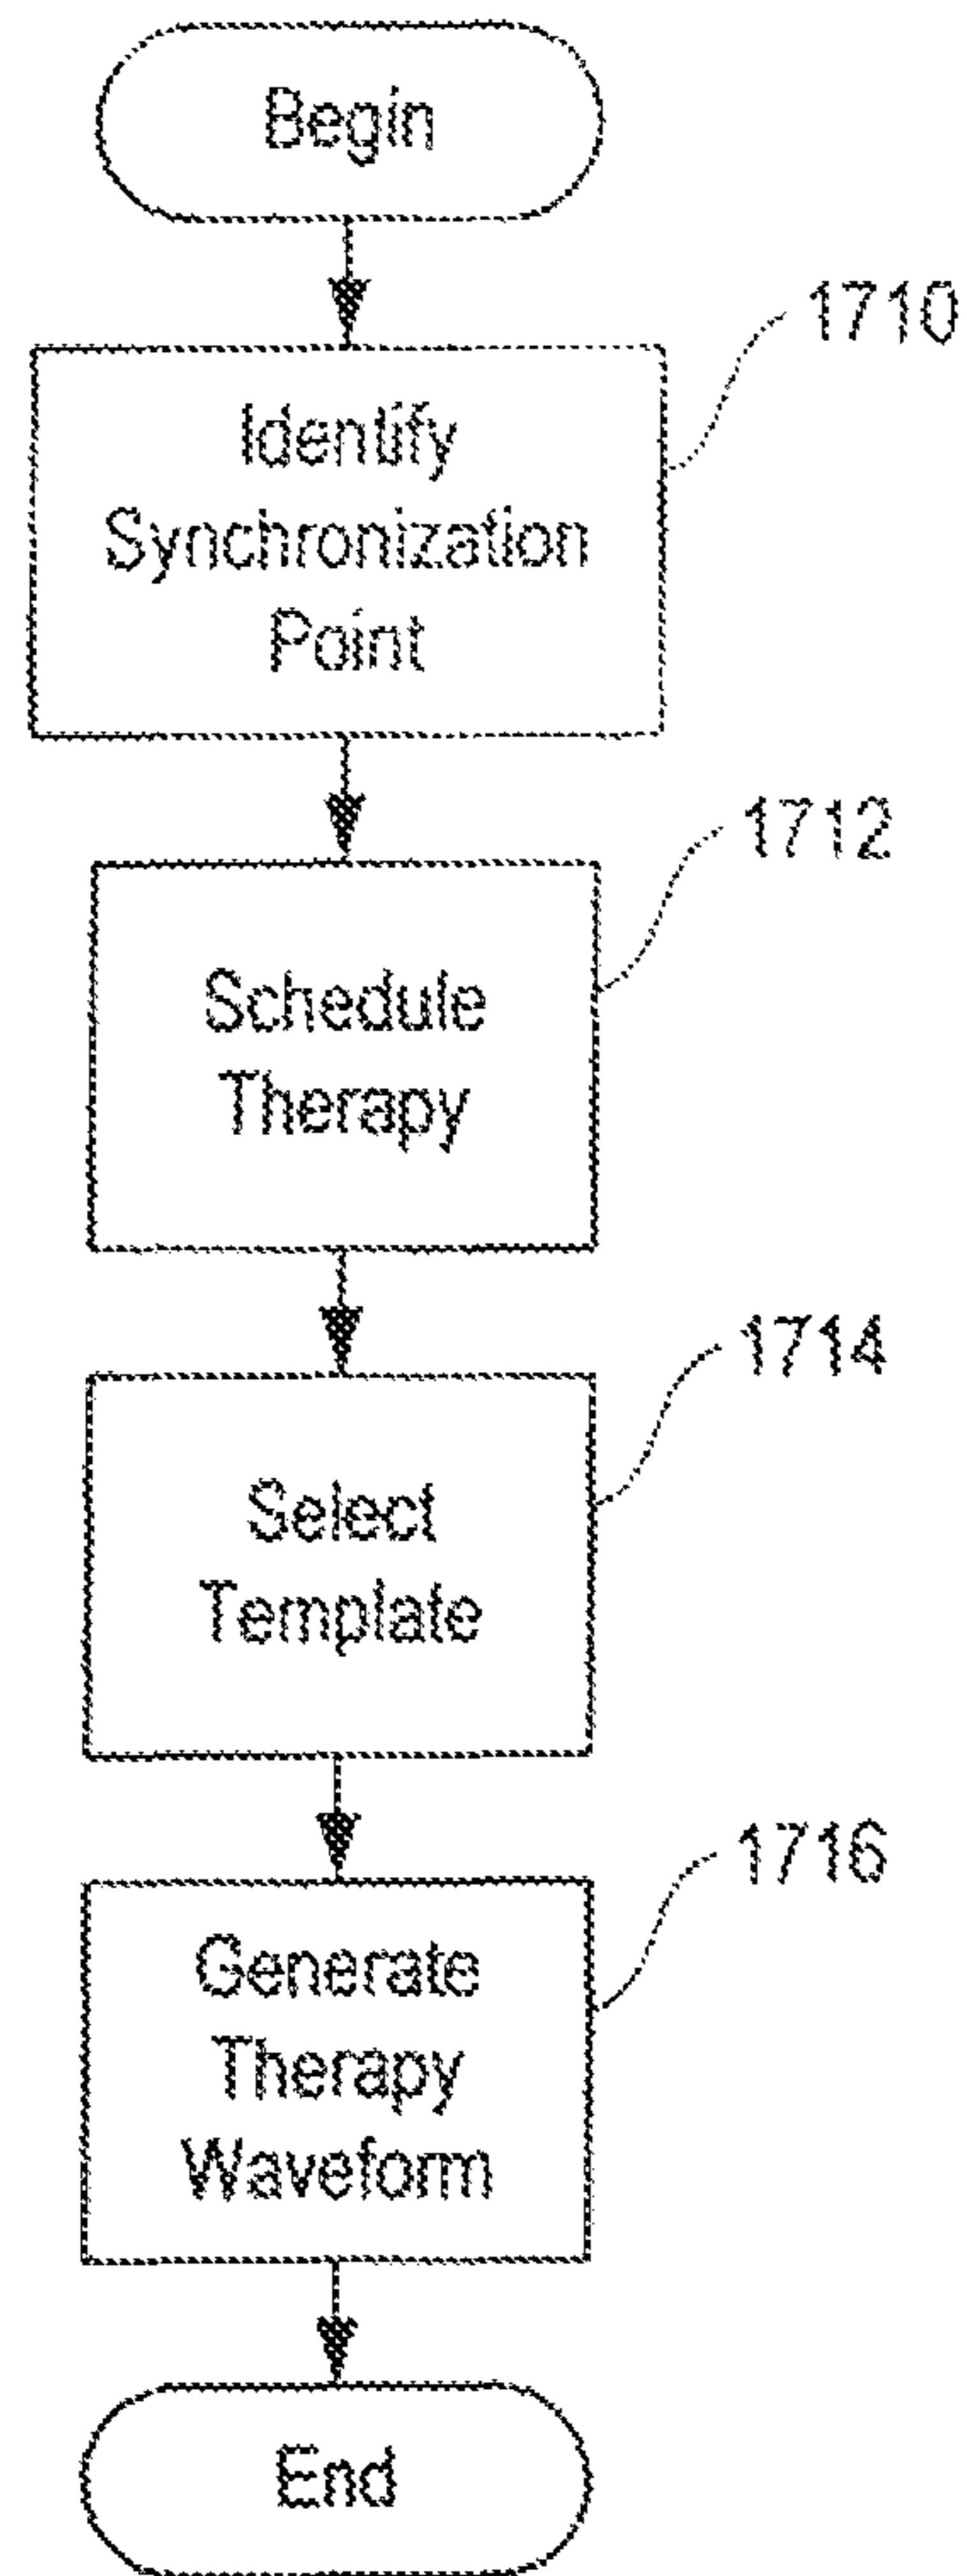 Begin
1710
Identify
Synchronization
Point
1712
Schedule
Therapy
1714
Select
Template
1716
Generate
Therapy
Waveform
End